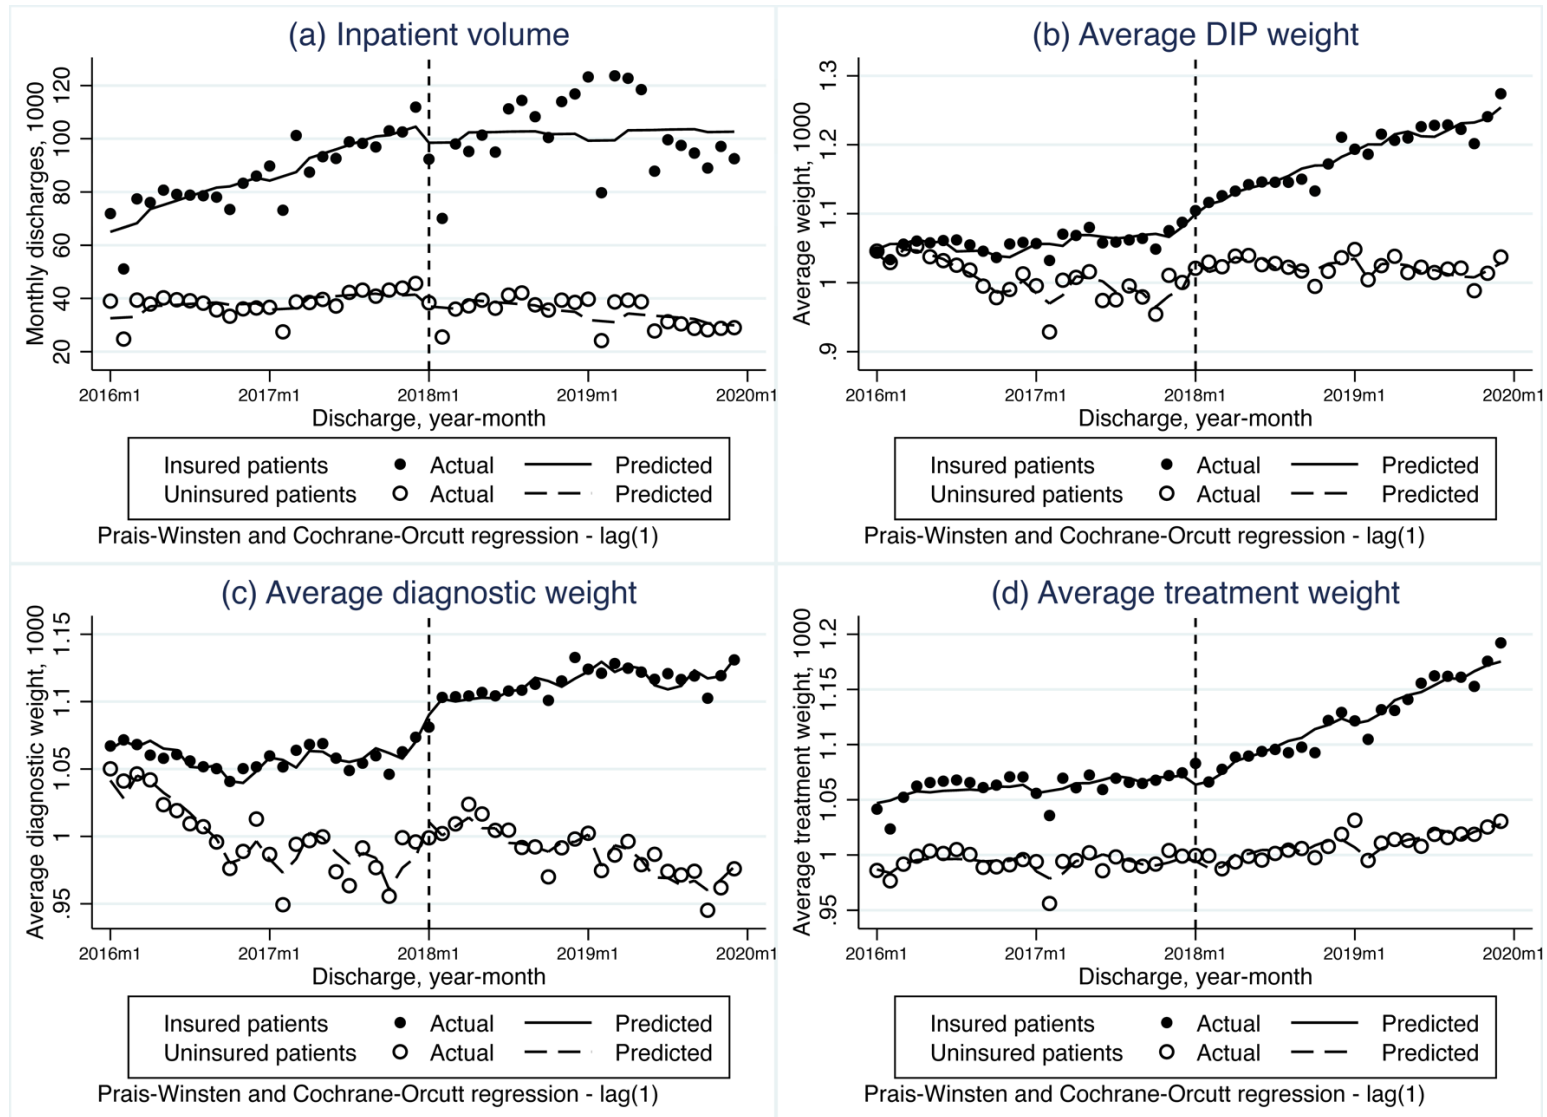 (a) Inpatient volume
Monthly discharges, 1000
120
100
80
60
40
20
2016m1 2017m1 2018m1 2019m1 2020m1
Discharge, year-month
Insured patients Actual Predicted
Uninsured patients Actual Predicted
Prais-Winsten and Cochrane-Orcutt regression - lag(1)
(b) Average DIP weight
Average weight, 1000
1.3
1.2
1.1
1
.9
2016m1 2017m1 2018m1 2019m1 2020m1
Discharge, year-month
Insured patients Actual Predicted
Uninsured patients Actual Predicted
Prais-Winsten and Cochrane-Orcutt regression - lag(1)
(c) Average diagnostic weight
Average diagnostic weight, 1000
1.15
1.1
1.05
1
.95
2016m1 2017m1 2018m1 2019m1 2020m1
Discharge, year-month
Insured patients Actual Predicted
Uninsured patients Actual Predicted
Prais-Winsten and Cochrane-Orcutt regression - lag(1)
(d) Average treatment weight
Average treatment weight, 1000
1.2
1.15
1.1
1.05
1
.95
2016m1 2017m1 2018m1 2019m1 2020m1
Discharge, year-month
Insured patients Actual Predicted
Uninsured patients Actual Predicted
Prais-Winsten and Cochrane-Orcutt regression - lag(1)